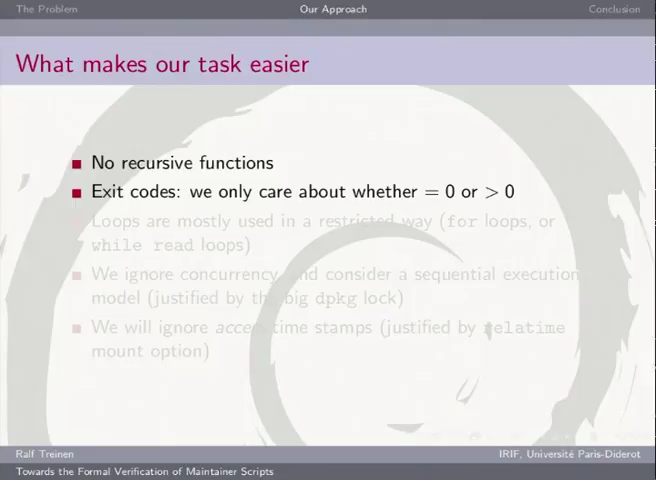 The Problem
Our Approach
Conclusion
What makes our task easier
No recursive functions
Exit codes: we only care about whether = 0 or > 0
Loops are mostly used in a restricted way (for loops, or
while read loops)
We ignore concurrency and consider a sequential execution
model (justified by the big dpkg lock)
We will ignore access time stamps (justified by relatime
mount option)
Ralf Treinen
IRIF, Université Paris-Diderot
Towards the Formal Verification of Maintainer Scripts